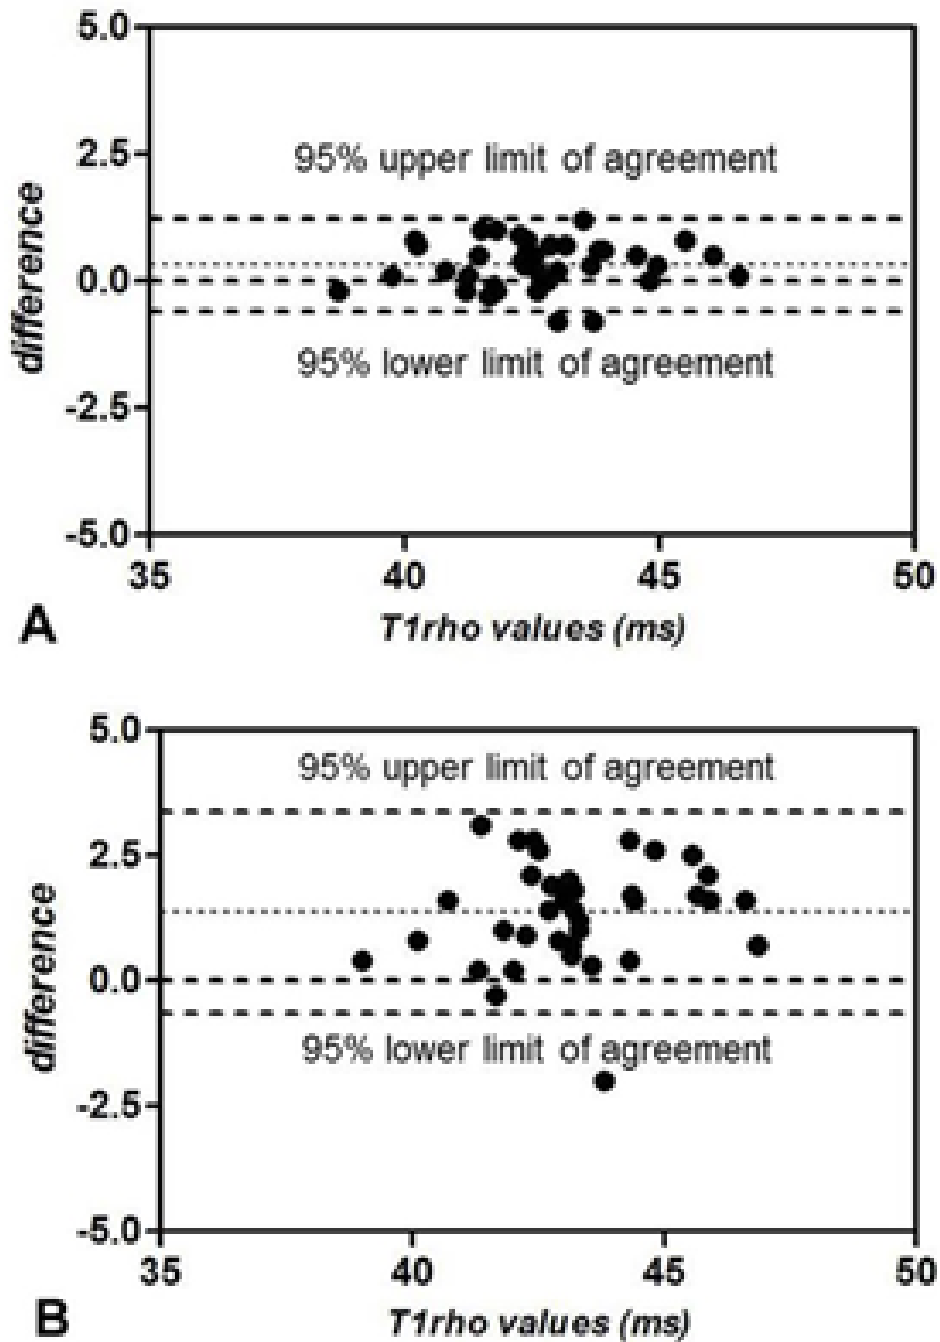 5.0
95% upper limit of agreement
2.5
difference
0.0
95% lower limit of agreement
-2.5
-5.0
35 40 45 50
A
T1rho values (ms)
5.0
95% upper limit of agreement
2.5
difference
0.0
95% lower limit of agreement
-2.5
-5.0
35 40 45 50
B
T1rho values (ms)